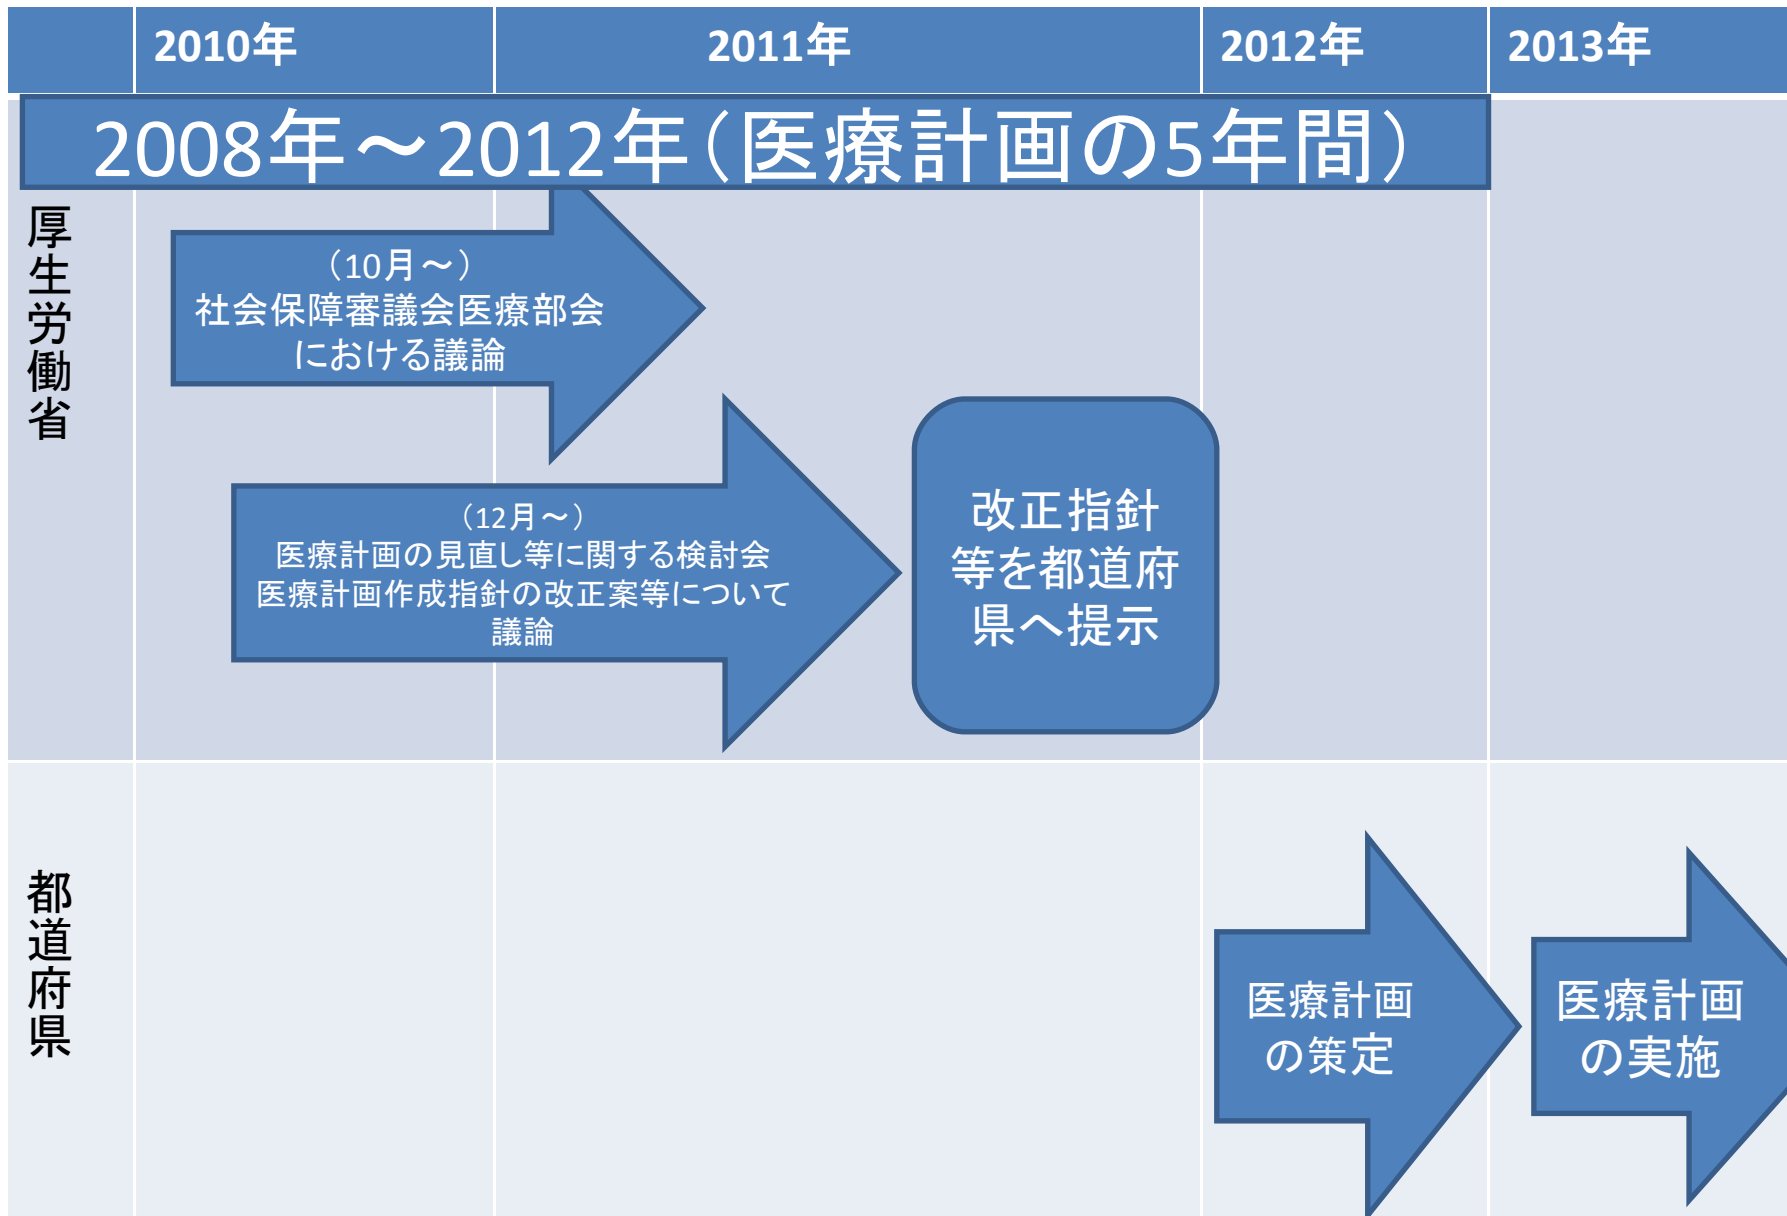 2010年
2011年
2012年
2013年
2008年～2012年（医療計画の5年間）
厚生労働省
（10月～）
社会保障審議会医療部会
における議論
（12月～）
医療計画の見直し等に関する検討会
医療計画作成指針の改正案等について
議論
改正指針
等を都道府
県へ提示
都道府県
医療計画
の策定
医療計画
の実施